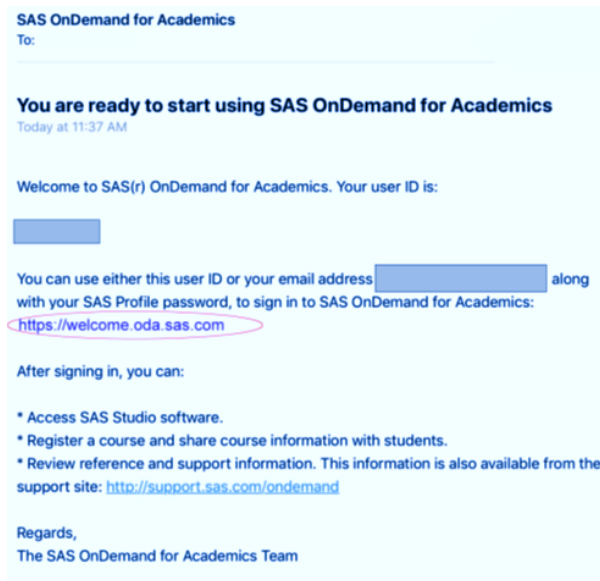 SAS OnDemand for Academics
To:
You are ready to start using SAS OnDemand for Academics
Today at 11:37 AM
Welcome to SAS(r) OnDemand for Academics. Your user ID is:
You can use either this user ID or your email address along
with your SAS Profile password, to sign in to SAS OnDemand for Academics:
https://welcome.oda.sas.com
After signing in, you can:
* Access SAS Studio software.
* Register a course and share course information with students.
* Review reference and support information. This information is also available from the
support site: http://support.sas.com/ondemand
Regards,
The SAS OnDemand for Academics Team